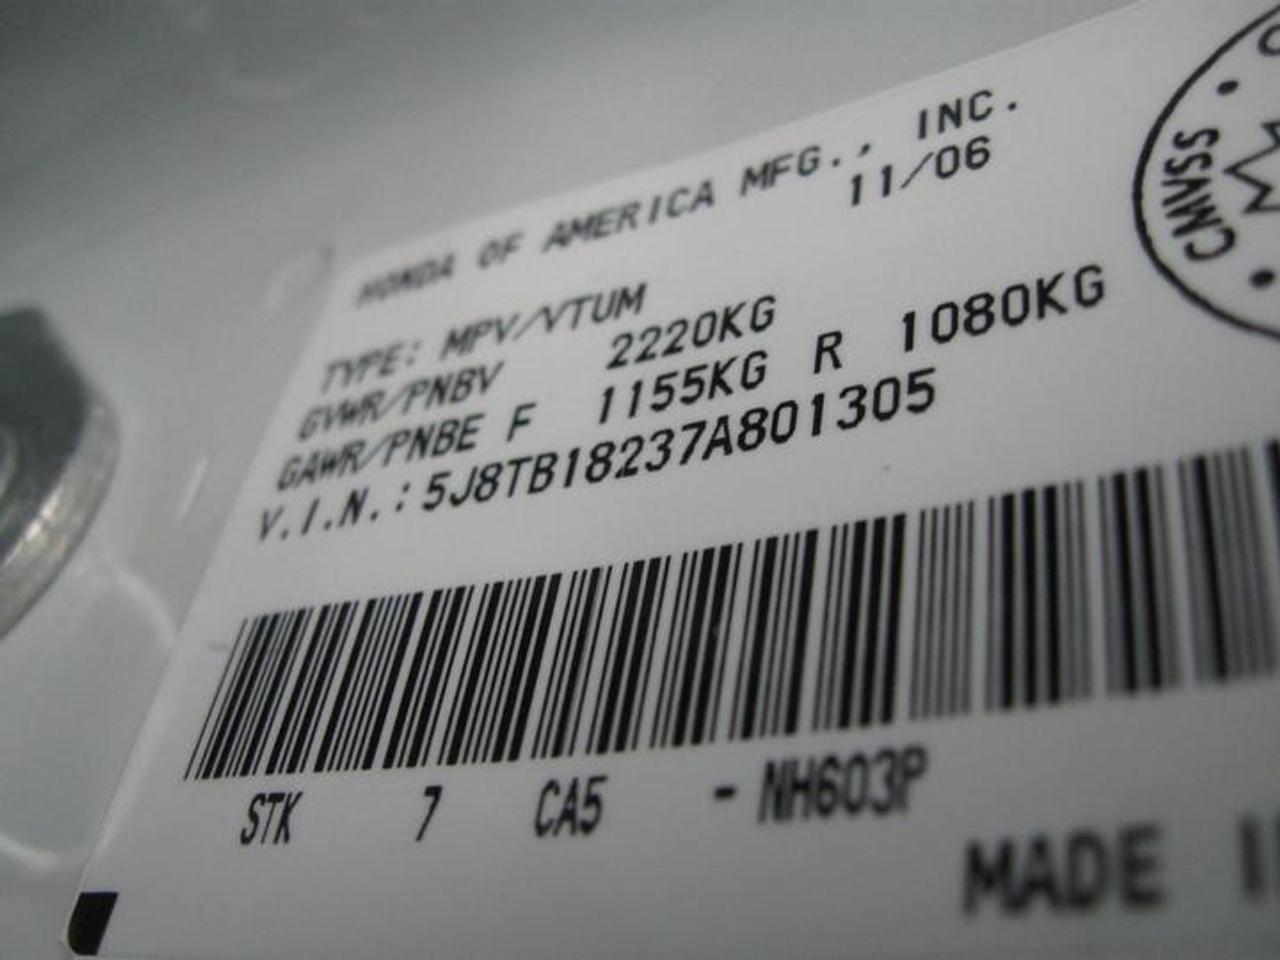 HONDA OF AMERICA MFG., INC.
11/06
TYPE: MPV/VTUM
GVWR/PNBV 2220KG
GAWR/PNBE F 1155KG R 1080KG
V.I.N.: 5J8TB18237A801305
CMVSS
STK 7 CA5 - NH603P
MADE